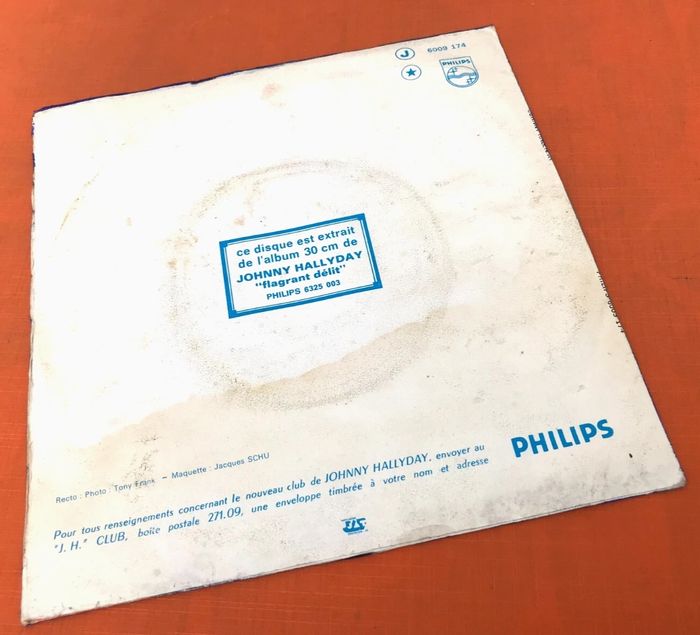 J
6009 174
PHILIPS
ce disque est extrait
de l'album 30 cm de
JOHNNY HALLYDAY
"flagrant délit"
PHILIPS 6325 003
Recto : Photo : Tony Frank - Maquette : Jacques SCHU
PHILIPS
Pour tous renseignements concernant le nouveau club de JOHNNY HALLYDAY, envoyer au
"J. H." CLUB, boîte postale 271.09, une enveloppe timbrée à votre nom et adresse